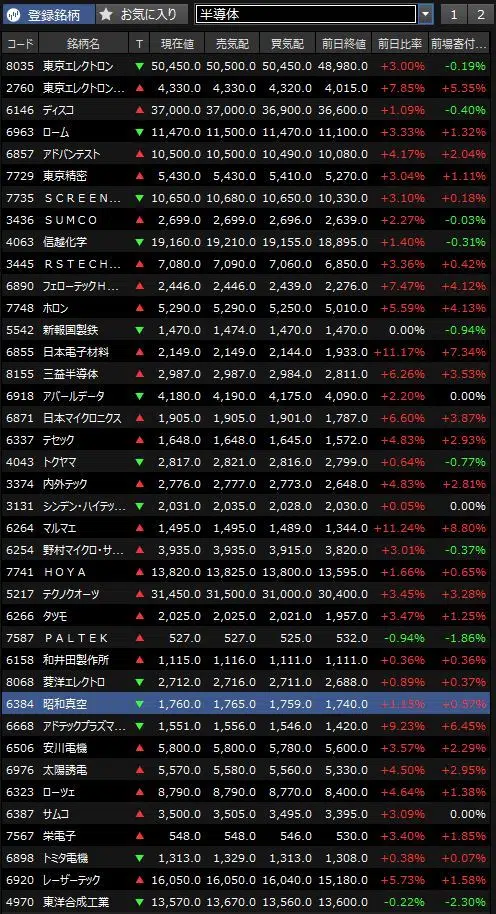 登録銘柄 お気に入り 半導体 1 2
コード 銘柄名 T 現在値 売気配 買気配 前日終値 前日比率 前場寄付...
8035 東京エレクトロン ▼ 50,450.0 50,500.0 50,450.0 48,980.0 +3.00% -0.19%
2760 東京エレクトロン... ▲ 4,330.0 4,330.0 4,320.0 4,015.0 +7.85% +5.35%
6146 ディスコ ▲ 37,000.0 37,000.0 36,900.0 36,600.0 +1.09% -0.40%
6963 ローム ▼ 11,470.0 11,500.0 11,470.0 11,100.0 +3.33% +1.32%
6857 アドバンテスト ▲ 10,500.0 10,500.0 10,490.0 10,080.0 +4.17% +2.04%
7729 東京精密 ▲ 5,430.0 5,430.0 5,410.0 5,270.0 +3.04% +1.11%
7735 ＳＣＲＥＥＮ... ▼ 10,650.0 10,680.0 10,650.0 10,330.0 +3.10% +0.18%
3436 ＳＵＭＣＯ ▼ 2,699.0 2,699.0 2,696.0 2,639.0 +2.27% -0.03%
4063 信越化学 ▼ 19,160.0 19,210.0 19,155.0 18,895.0 +1.40% -0.31%
3445 ＲＳＴＥＣＨ... ▲ 7,080.0 7,090.0 7,060.0 6,850.0 +3.36% +0.42%
6890 フェローテックＨ... ▲ 2,446.0 2,446.0 2,439.0 2,276.0 +7.47% +4.12%
7748 ホロン ▲ 5,290.0 5,290.0 5,250.0 5,010.0 +5.59% +4.13%
5542 新報国製鉄 ▼ 1,470.0 1,474.0 1,470.0 1,470.0 0.00% -0.94%
6855 日本電子材料 ▲ 2,149.0 2,149.0 2,144.0 1,933.0 +11.17% +7.34%
8155 三益半導体 ▲ 2,987.0 2,987.0 2,984.0 2,811.0 +6.26% +3.53%
6918 アバールデータ ▼ 4,180.0 4,190.0 4,175.0 4,090.0 +2.20% 0.00%
6871 日本マイクロニクス ▲ 1,905.0 1,905.0 1,901.0 1,787.0 +6.60% +3.87%
6337 テセック ▲ 1,648.0 1,648.0 1,645.0 1,572.0 +4.83% +2.93%
4043 トクヤマ ▼ 2,817.0 2,821.0 2,816.0 2,799.0 +0.64% -0.77%
3374 内外テック ▲ 2,776.0 2,777.0 2,773.0 2,648.0 +4.83% +2.81%
3131 シンデン・ハイテッ... ▼ 2,031.0 2,035.0 2,028.0 2,030.0 +0.05% 0.00%
6264 マルマエ ▲ 1,495.0 1,495.0 1,489.0 1,344.0 +11.24% +8.80%
6254 野村マイクロ・サ... ▲ 3,935.0 3,935.0 3,915.0 3,820.0 +3.01% -0.37%
7741 ＨＯＹＡ ▲ 13,820.0 13,825.0 13,800.0 13,595.0 +1.66% +0.65%
5217 テクノクオーツ ▲ 31,450.0 31,500.0 31,000.0 30,400.0 +3.45% +3.28%
6266 タツモ ▲ 2,025.0 2,025.0 2,021.0 1,957.0 +3.47% +1.25%
7587 ＰＡＬＴＥＫ ▼ 527.0 527.0 525.0 532.0 -0.94% -1.86%
6158 和井田製作所 ▲ 1,115.0 1,116.0 1,111.0 1,111.0 +0.36% +0.36%
8068 菱洋エレクトロ ▼ 2,712.0 2,716.0 2,711.0 2,688.0 +0.89% +0.37%
6384 昭和真空 ▼ 1,760.0 1,765.0 1,759.0 1,740.0 +1.15% +0.57%
6668 アドテックプラズマ... ▲ 1,551.0 1,556.0 1,546.0 1,420.0 +9.23% +6.45%
6506 安川電機 ▲ 5,800.0 5,800.0 5,780.0 5,600.0 +3.57% +2.29%
6976 太陽誘電 ▲ 5,570.0 5,580.0 5,560.0 5,330.0 +4.50% +2.95%
6323 ローツェ ▲ 8,790.0 8,790.0 8,770.0 8,400.0 +4.64% +1.38%
6387 サムコ ▲ 3,500.0 3,505.0 3,495.0 3,395.0 +3.09% 0.00%
7567 栄電子 ▲ 548.0 548.0 546.0 530.0 +3.40% +1.85%
6898 トミタ電機 ▼ 1,313.0 1,329.0 1,313.0 1,308.0 +0.38% +0.07%
6920 レーザーテック ▲ 16,050.0 16,050.0 16,040.0 15,180.0 +5.73% +1.58%
4970 東洋合成工業 ▼ 13,570.0 13,670.0 13,560.0 13,600.0 -0.22% -2.30%